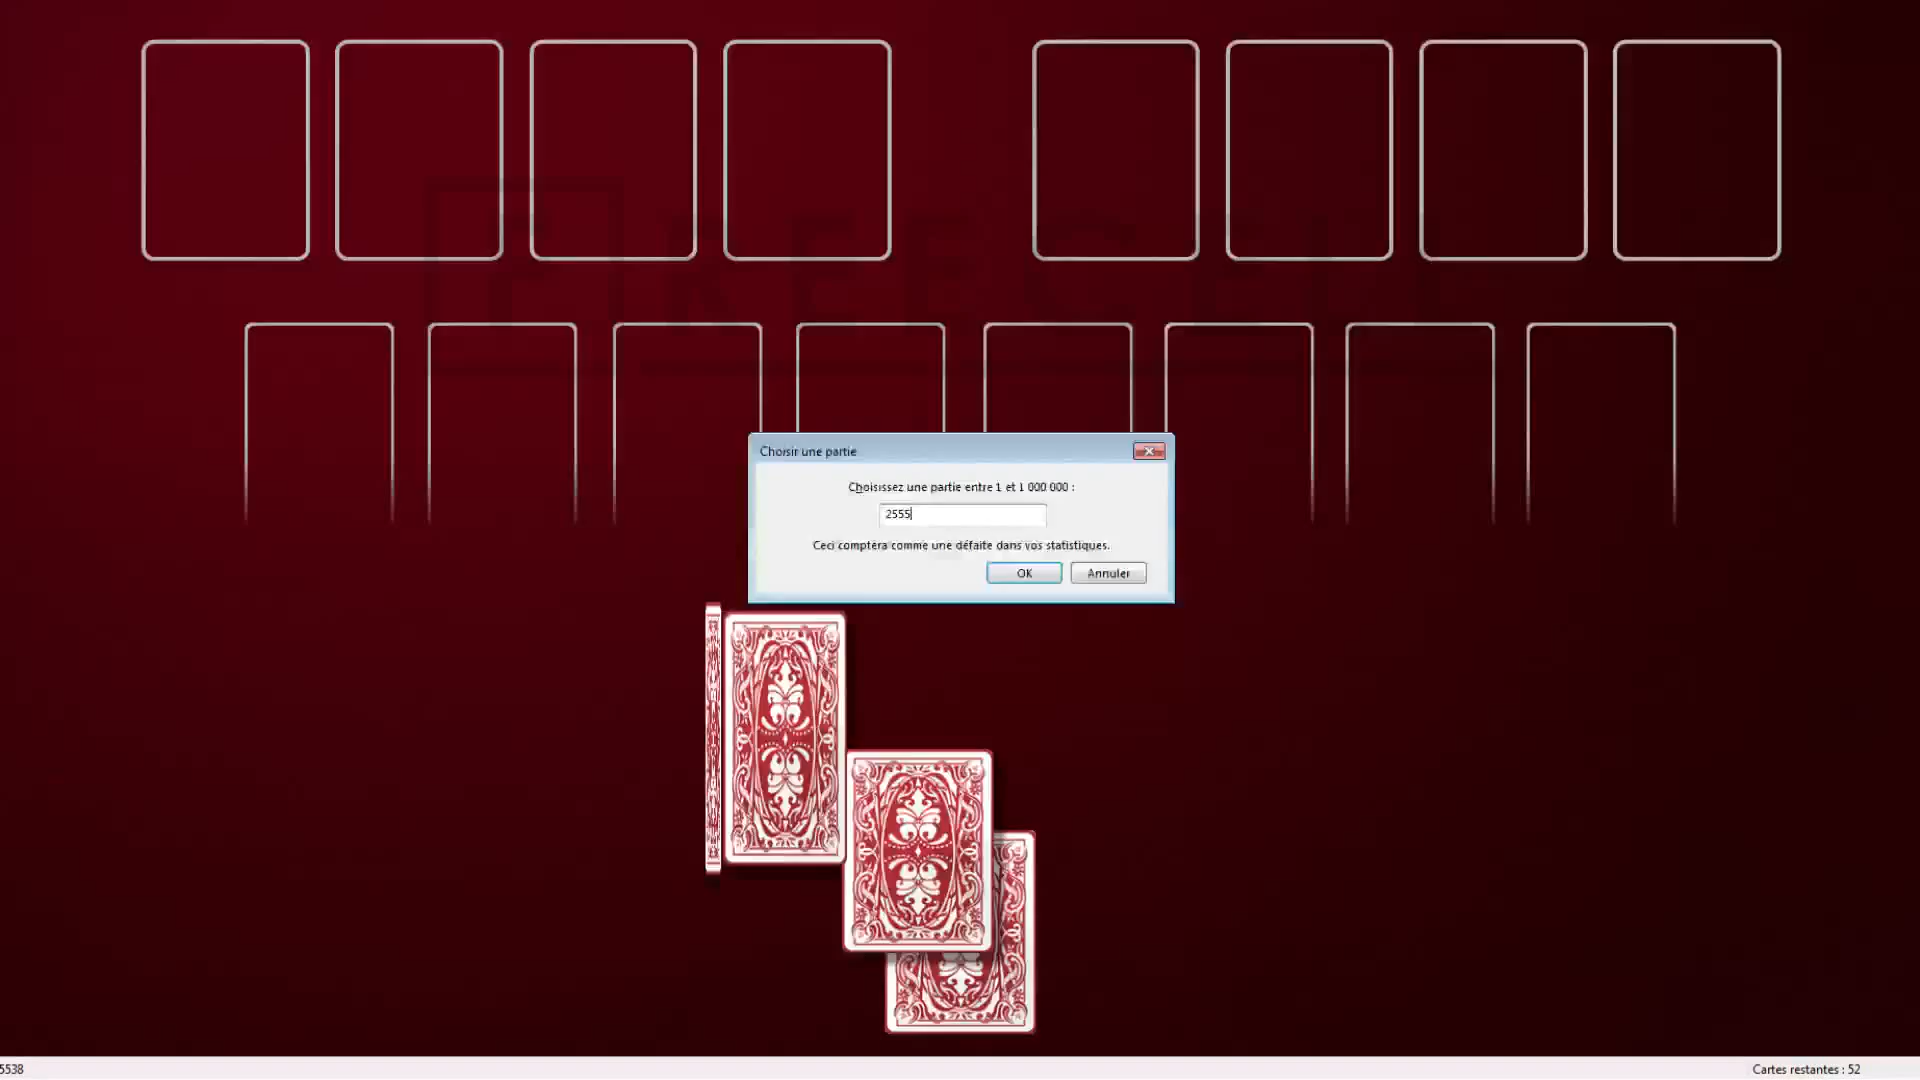 FREECELL
Choisir une partie
Choisissez une partie entre 1 et 1 000 000 :
2555
Ceci comptera comme une défaite dans vos statistiques.
OK
Annuler
5538
Cartes restantes : 52